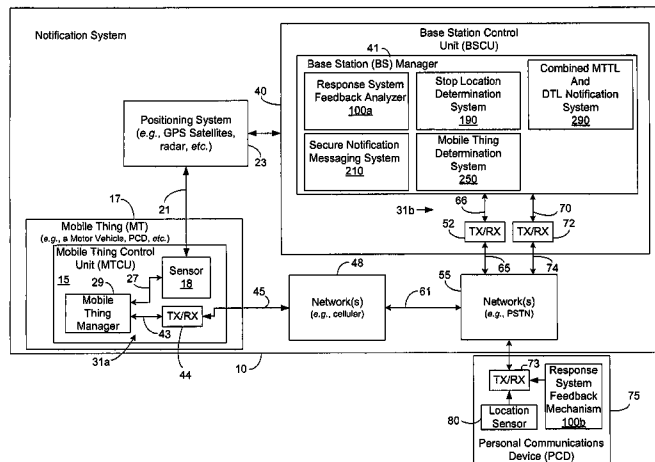 Notification System
Base Station Control
Unit (BSCU)
41
Base Station (BS) Manager
40
Response System
Feedback Analyzer
100a
Stop Location
Determination
System
190
Combined MTTL
And
DTL Notification
System
290
Secure Notification
Messaging System
210
Mobile Thing
Determination
System
250
Positioning System
(e.g., GPS Satellites,
radar, etc.)
23
17
21
31b
66
70
52
TX/RX
TX/RX
72
Mobile Thing (MT)
(e.g., a Motor Vehicle, PCD, etc.)
Mobile Thing Control
Unit (MTCU)
15
27
29
Sensor
18
Mobile
Thing
Manager
43
TX/RX
31a
44
45
48
Network(s)
(e.g., cellular)
61
55
65
74
Network(s)
(e.g., PSTN)
10
73
TX/RX
Response
System
Feedback
Mechanism
100b
75
80
Location
Sensor
Personal Communications
Device (PCD)